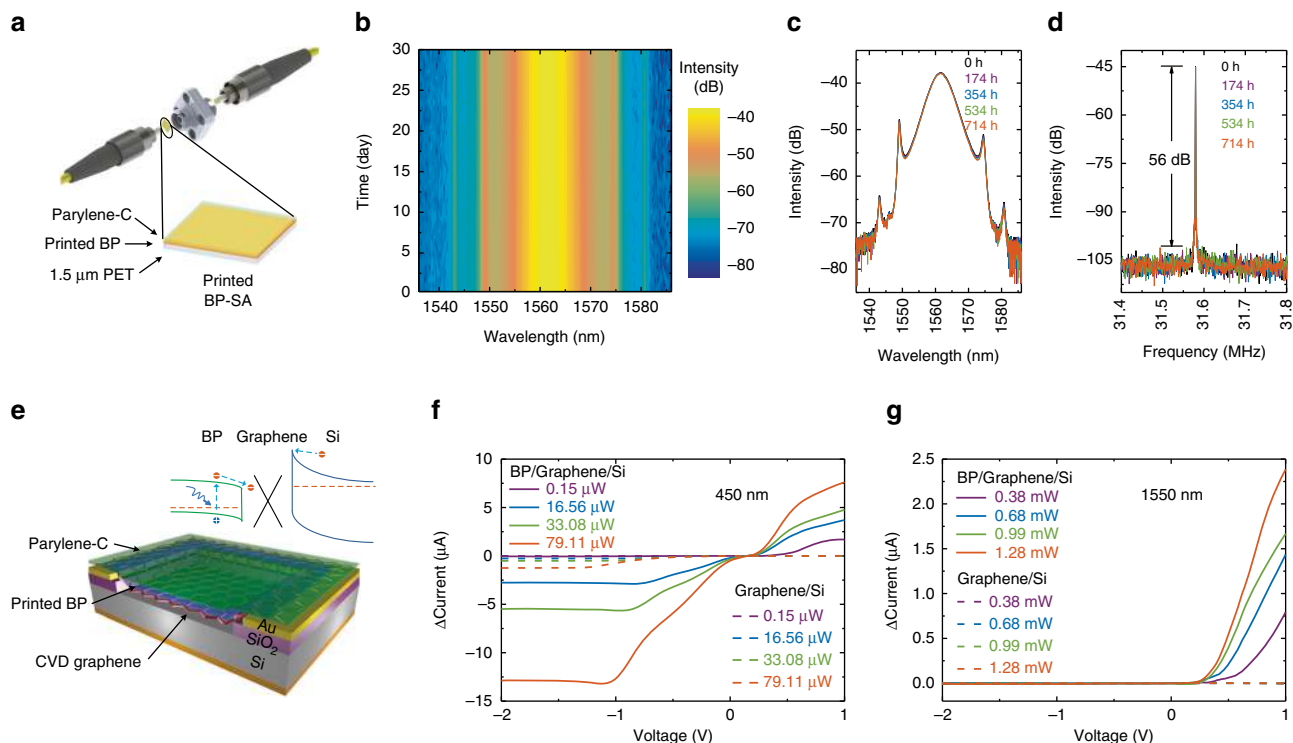 a
Parylene-C
Printed BP
1.5 μm PET
Printed
BP-SA
b
Time (day)
30
25
20
15
10
5
0
1540 1550 1560 1570 1580
Wavelength (nm)
Intensity
(dB)
−40
−50
−60
−70
−80
c
Intensity (dB)
−30
−40
−50
−60
−70
−80
0 h
174 h
354 h
534 h
714 h
1540
1550
1560
1570
1580
Wavelength (nm)
d
Intensity (dB)
−45
−60
−75
−90
−105
56 dB
0 h
174 h
354 h
534 h
714 h
31.4
31.5
31.6
31.7
31.8
Frequency (MHz)
e
BP Graphene Si
Parylene-C
Printed BP
CVD graphene
Au
SiO2
Si
f
ΔCurrent (μA)
10
5
0
−5
−10
−15
BP/Graphene/Si
0.15 μW
16.56 μW
33.08 μW
79.11 μW
450 nm
Graphene/Si
0.15 μW
16.56 μW
33.08 μW
79.11 μW
−2 −1 0 1
Voltage (V)
g
ΔCurrent (μA)
2.5
2.0
1.5
1.0
0.5
0.0
BP/Graphene/Si
0.38 mW
0.68 mW
0.99 mW
1.28 mW
1550 nm
Graphene/Si
0.38 mW
0.68 mW
0.99 mW
1.28 mW
−2 −1 0 1
Voltage (V)